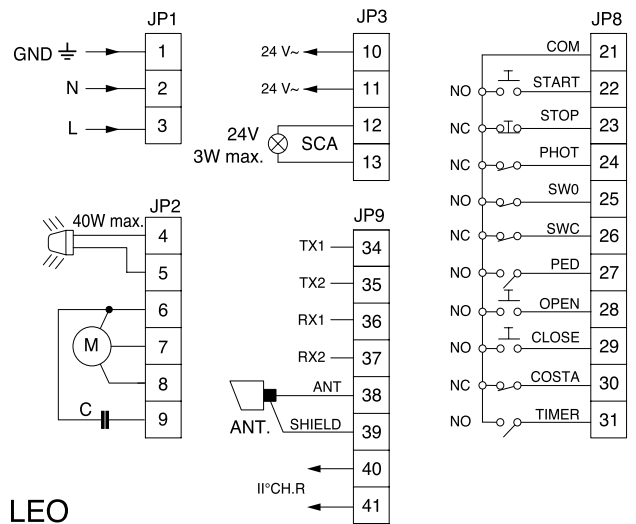 JP1
GND 1
N 2
L 3
JP2
40W max. 4
5
6
M 7
8
C 9
JP3
24 V~ 10
24 V~ 11
24V
3W max.
SCA
12
13
JP9
TX1 34
TX2 35
RX1 36
RX2 37
ANT 38
ANT.
SHIELD 39
II°CH.R
40
41
JP8
COM 21
NO START 22
NC STOP 23
NC PHOT 24
NO SW0 25
NC SWC 26
NO PED 27
NO OPEN 28
NO CLOSE 29
NC COSTA 30
NO TIMER 31
LEO